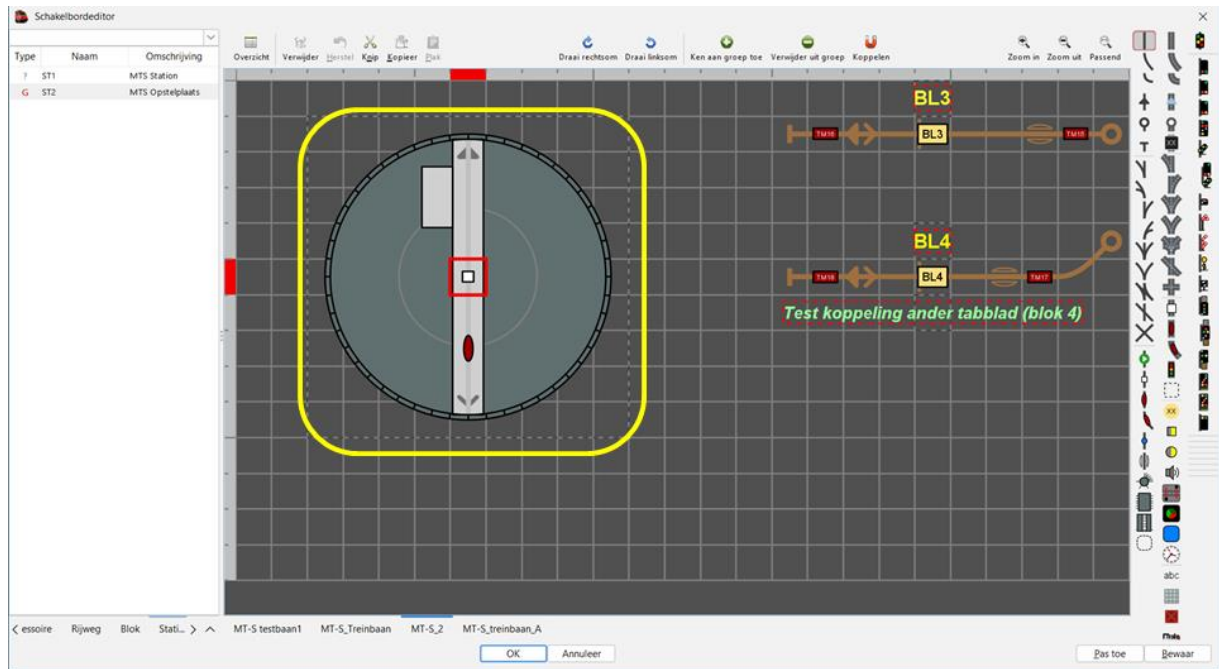 Schakelbordeditor
Type Naam Omschrijving
? ST1 MTS Station
G ST2 MTS Opstelplaats
Overzicht Verwijder Herstel Knip Kopieer Plak Draai rechtsom Draai linksom Ken aan groep toe Verwijder uit groep Koppelen Zoom in Zoom uit Passend
BL3
TM16 BL3 TM15
BL4
TM18 BL4 TM17
Test koppeling ander tabblad (blok 4)
T
XX
XX
abc
essoire Rijweg Blok Stati... MT-S testbaan1 MT-S_Treinbaan MT-S_2 MT-S_treinbaan_A
OK Annuleer Pas toe Bewaar